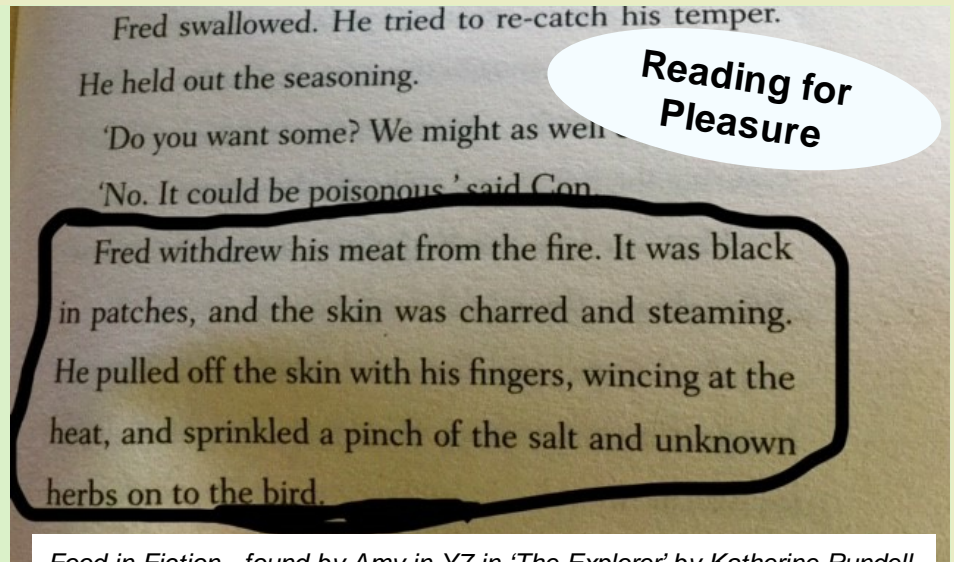 Fred swallowed. He tried to re-catch his temper.
He held out the seasoning.
Reading for
Pleasure
‘Do you want some? We might as well
‘No. It could be poisonous,’ said Con.
Fred withdrew his meat from the fire. It was black
in patches, and the skin was charred and steaming.
He pulled off the skin with his fingers, wincing at the
heat, and sprinkled a pinch of the salt and unknown
herbs on to the bird.
Food in Fiction - found by Amy in Y7 in ‘The Explorer’ by Katherine Rundell